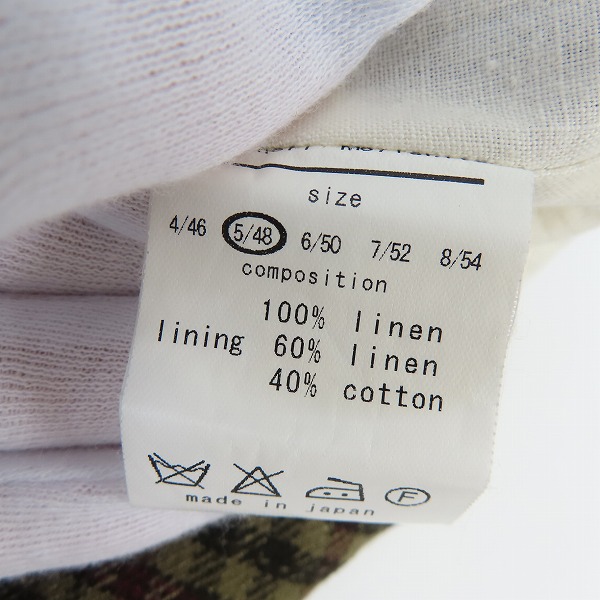 size
4/46 5/48 6/50 7/52 8/54
composition
100% linen
lining 60% linen
40% cotton
F
made in japan